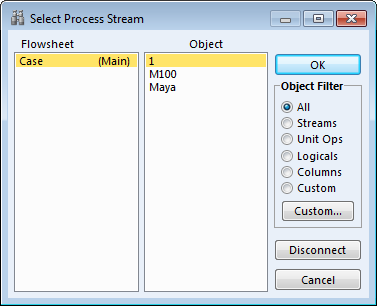 Select Process Stream
Flowsheet
Object
Case (Main)
1
M100
Maya
OK
Object Filter
All
Streams
Unit Ops
Logicals
Columns
Custom
Custom...
Disconnect
Cancel